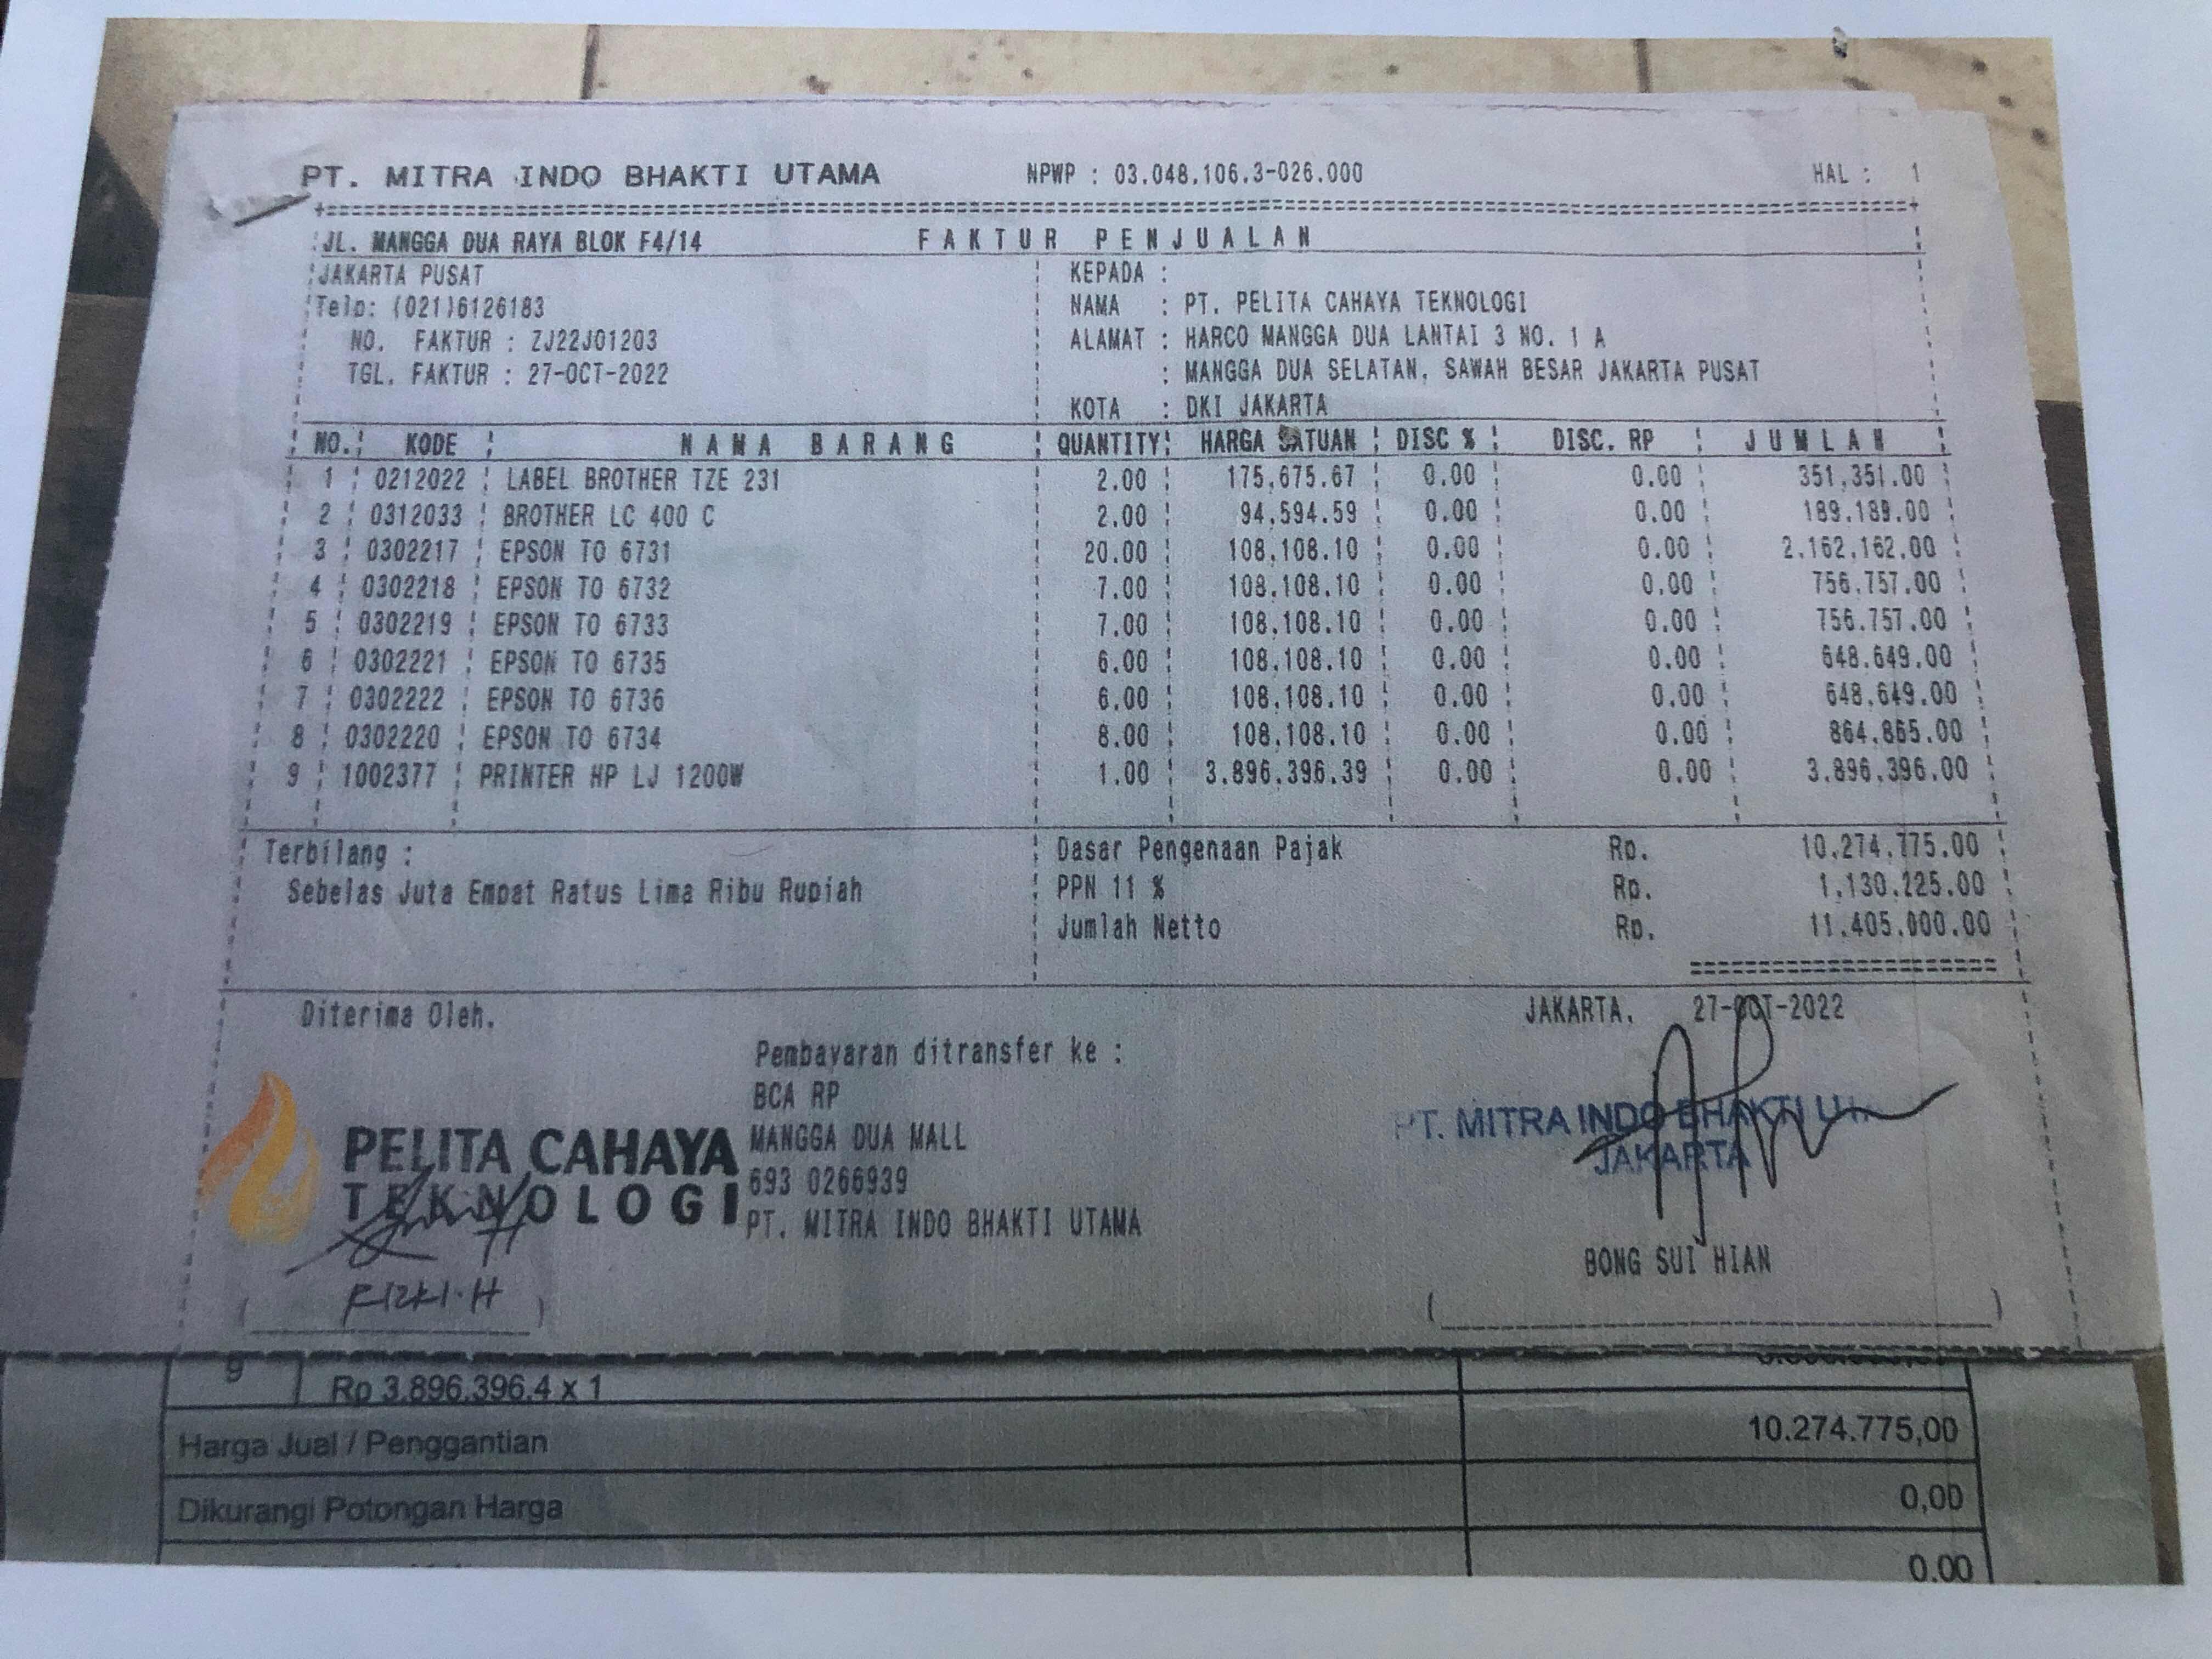 PT. MITRA INDO BHAKTI UTAMA NPWP : 03.048.106.3-026.000 HAL : 1
JL. MANGGA DUA RAYA BLOK F4/14 FAKTUR PENJUALAN
JAKARTA PUSAT KEPADA :
Telp: (021)6126183 NAMA : PT. PELITA CAHAYA TEKNOLOGI
NO. FAKTUR : ZJ22J01203 ALAMAT : HARCO MANGGA DUA LANTAI 3 NO. 1 A
TGL. FAKTUR : 27-OCT-2022 : MANGGA DUA SELATAN, SAWAH BESAR JAKARTA PUSAT
KOTA : DKI JAKARTA
NO. KODE NAMA BARANG QUANTITY HARGA SATUAN DISC % DISC. RP JUMLAH
1 0212022 LABEL BROTHER TZE 231 2.00 175,675.67 0.00 0.00 351,351.00
2 0312033 BROTHER LC 400 C 2.00 94,594.59 0.00 0.00 189,189.00
3 0302217 EPSON TO 6731 20.00 108,108.10 0.00 0.00 2,162,162.00
4 0302218 EPSON TO 6732 7.00 108,108.10 0.00 0.00 756,757.00
5 0302219 EPSON TO 6733 7.00 108,108.10 0.00 0.00 756,757.00
6 0302221 EPSON TO 6735 6.00 108,108.10 0.00 0.00 648,649.00
7 0302222 EPSON TO 6736 6.00 108,108.10 0.00 0.00 648,649.00
8 0302220 EPSON TO 6734 8.00 108,108.10 0.00 0.00 864,865.00
9 1002377 PRINTER HP LJ 1200W 1.00 3,896,396.39 0.00 0.00 3,896,396.00
Terbilang : Dasar Pengenaan Pajak Rp. 10,274,775.00
Sebelas Juta Empat Ratus Lima Ribu Rupiah PPN 11 % Rp. 1,130,225.00
Jumlah Netto Rp. 11,405,000.00
Diterima Oleh, JAKARTA, 27-OCT-2022
Pembayaran ditransfer ke :
BCA RP
MANGGA DUA MALL
693 0266939
PT. MITRA INDO BHAKTI UTAMA
PELITA CAHAYA
TEKNOLOGI
RIZKI.H
PT. MITRA INDO BHAKTI
JAKARTA
BONG SUI HIAN
9 Rp 3.896.396,4 x 1
Harga Jual / Penggantian 10.274.775,00
Dikurangi Potongan Harga 0,00
0,00